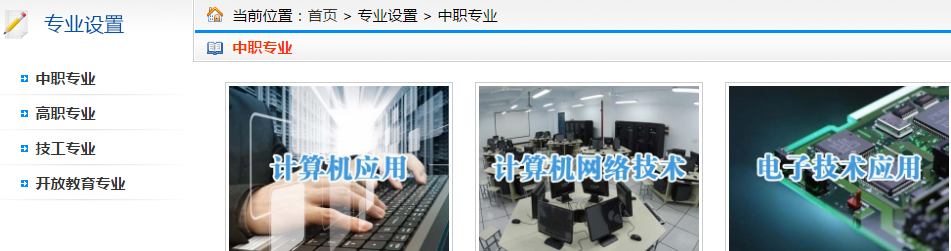 专业设置
中职专业
高职专业
技工专业
开放教育专业
当前位置：首页 > 专业设置 > 中职专业
中职专业
计算机应用
计算机网络技术
电子技术应用